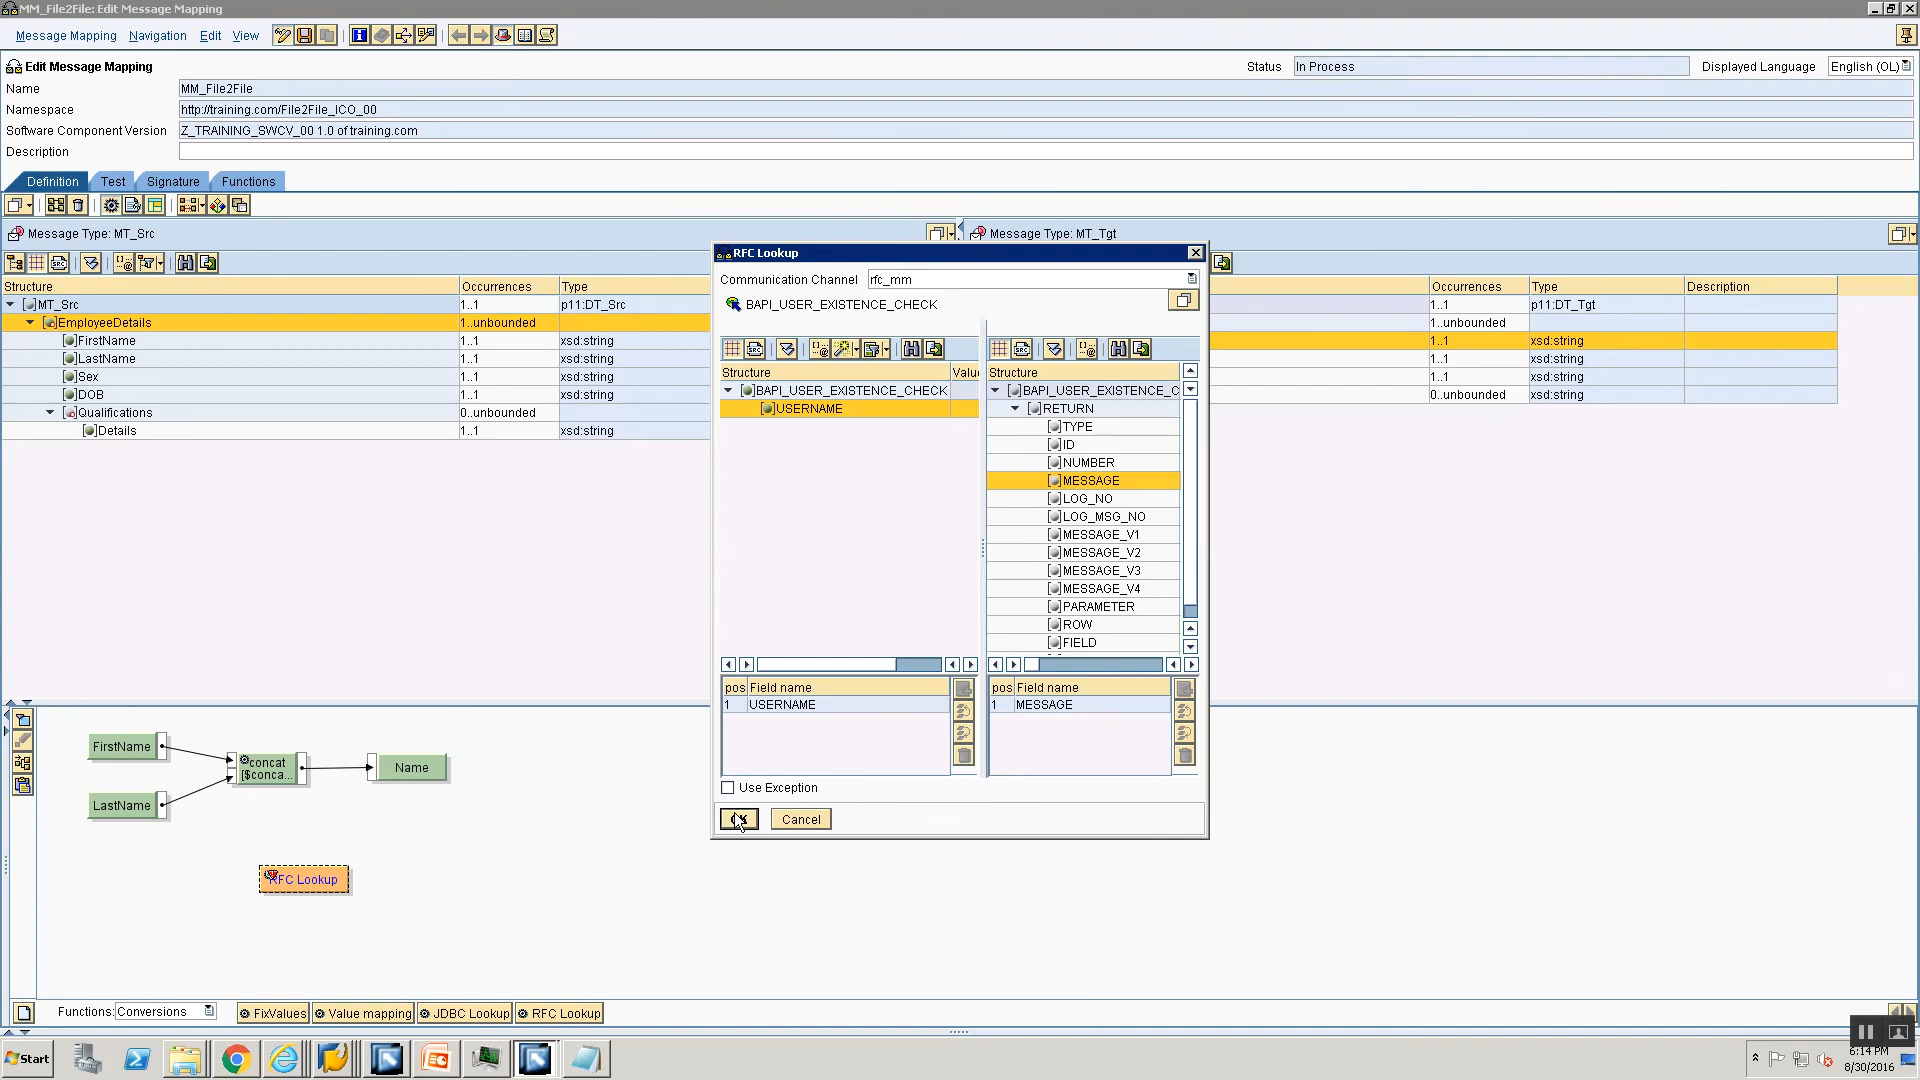 MM_File2File: Edit Message Mapping
Message Mapping Navigation Edit View
Edit Message Mapping Status In Process Displayed Language English (OL)
Name MM_File2File
Namespace http://training.com/File2File_ICO_00
Software Component Version Z_TRAINING_SWCV_00 1.0 of training.com
Description
Definition Test Signature Functions
Message Type: MT_Src
Message Type: MT_Tgt
Structure Occurrences Type
MT_Src 1..1 p11:DT_Src
EmployeeDetails 1..unbounded
FirstName 1..1 xsd:string
LastName 1..1 xsd:string
Sex 1..1 xsd:string
DOB 1..1 xsd:string
Qualifications 0..unbounded
Details 1..1 xsd:string
RFC Lookup
Communication Channel rfc_mm
BAPI_USER_EXISTENCE_CHECK
Structure Valu
BAPI_USER_EXISTENCE_CHECK
USERNAME
Structure
BAPI_USER_EXISTENCE_C
RETURN
TYPE
ID
NUMBER
MESSAGE
LOG_NO
LOG_MSG_NO
MESSAGE_V1
MESSAGE_V2
MESSAGE_V3
MESSAGE_V4
PARAMETER
ROW
FIELD
pos Field name
1 USERNAME
pos Field name
1 MESSAGE
Use Exception
Cancel
Occurrences Type Description
1..1 p11:DT_Tgt
1..unbounded
1..1 xsd:string
1..1 xsd:string
1..1 xsd:string
0..unbounded xsd:string
FirstName
LastName
concat
[$conca...
Name
RFC Lookup
Functions: Conversions FixValues Value mapping JDBC Lookup RFC Lookup
Start
6:14 PM
8/30/2016